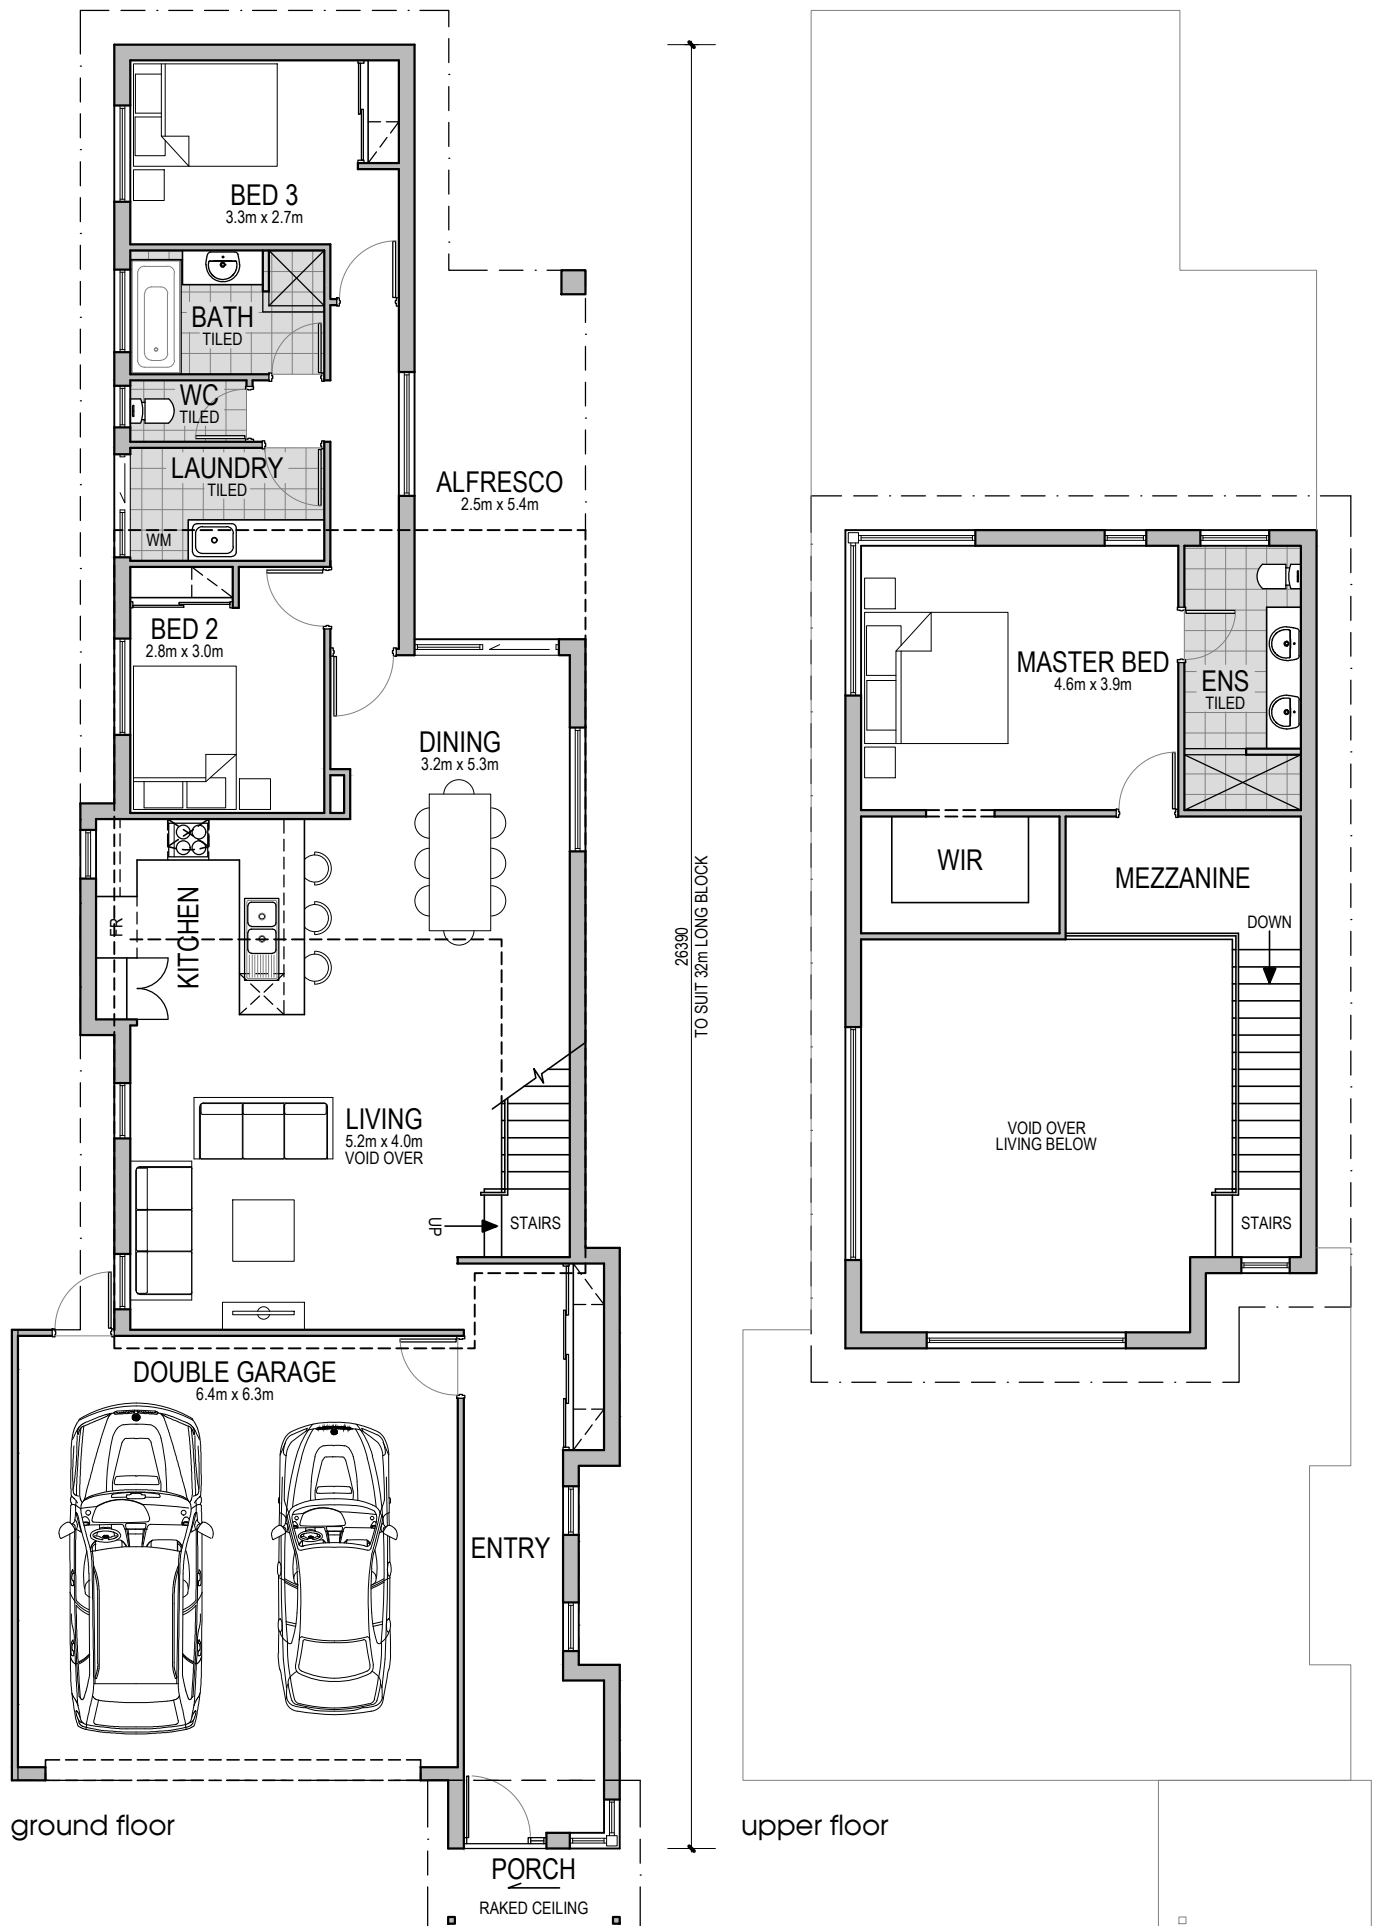 BED 3
3.3m x 2.7m
BATH
TILED
WC
TILED
LAUNDRY
TILED
WM
ALFRESCO
2.5m x 5.4m
BED 2
2.8m x 3.0m
DINING
3.2m x 5.3m
KITCHEN
FR
LIVING
5.2m x 4.0m
VOID OVER
UP
STAIRS
DOUBLE GARAGE
6.4m x 6.3m
ENTRY
PORCH
RAKED CEILING
ground floor
26390
TO SUIT 32m LONG BLOCK
MASTER BED
4.6m x 3.9m
ENS
TILED
WIR
MEZZANINE
DOWN
VOID OVER
LIVING BELOW
STAIRS
upper floor